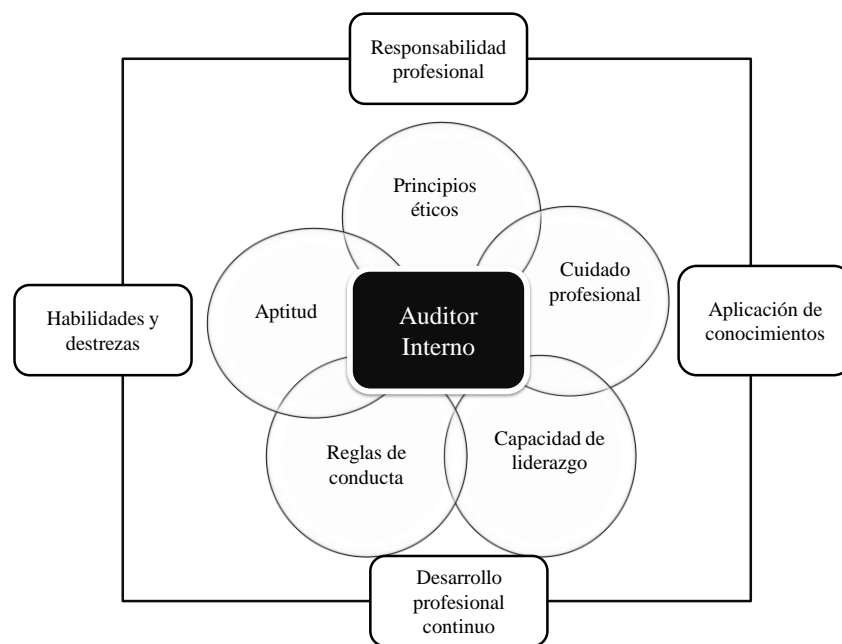 Responsabilidad
profesional
Principios
éticos
Cuidado
profesional
Aptitud
Auditor
Interno
Habilidades y
destrezas
Aplicación de
conocimientos
Reglas de
conducta
Capacidad de
liderazgo
Desarrollo
profesional
continuo